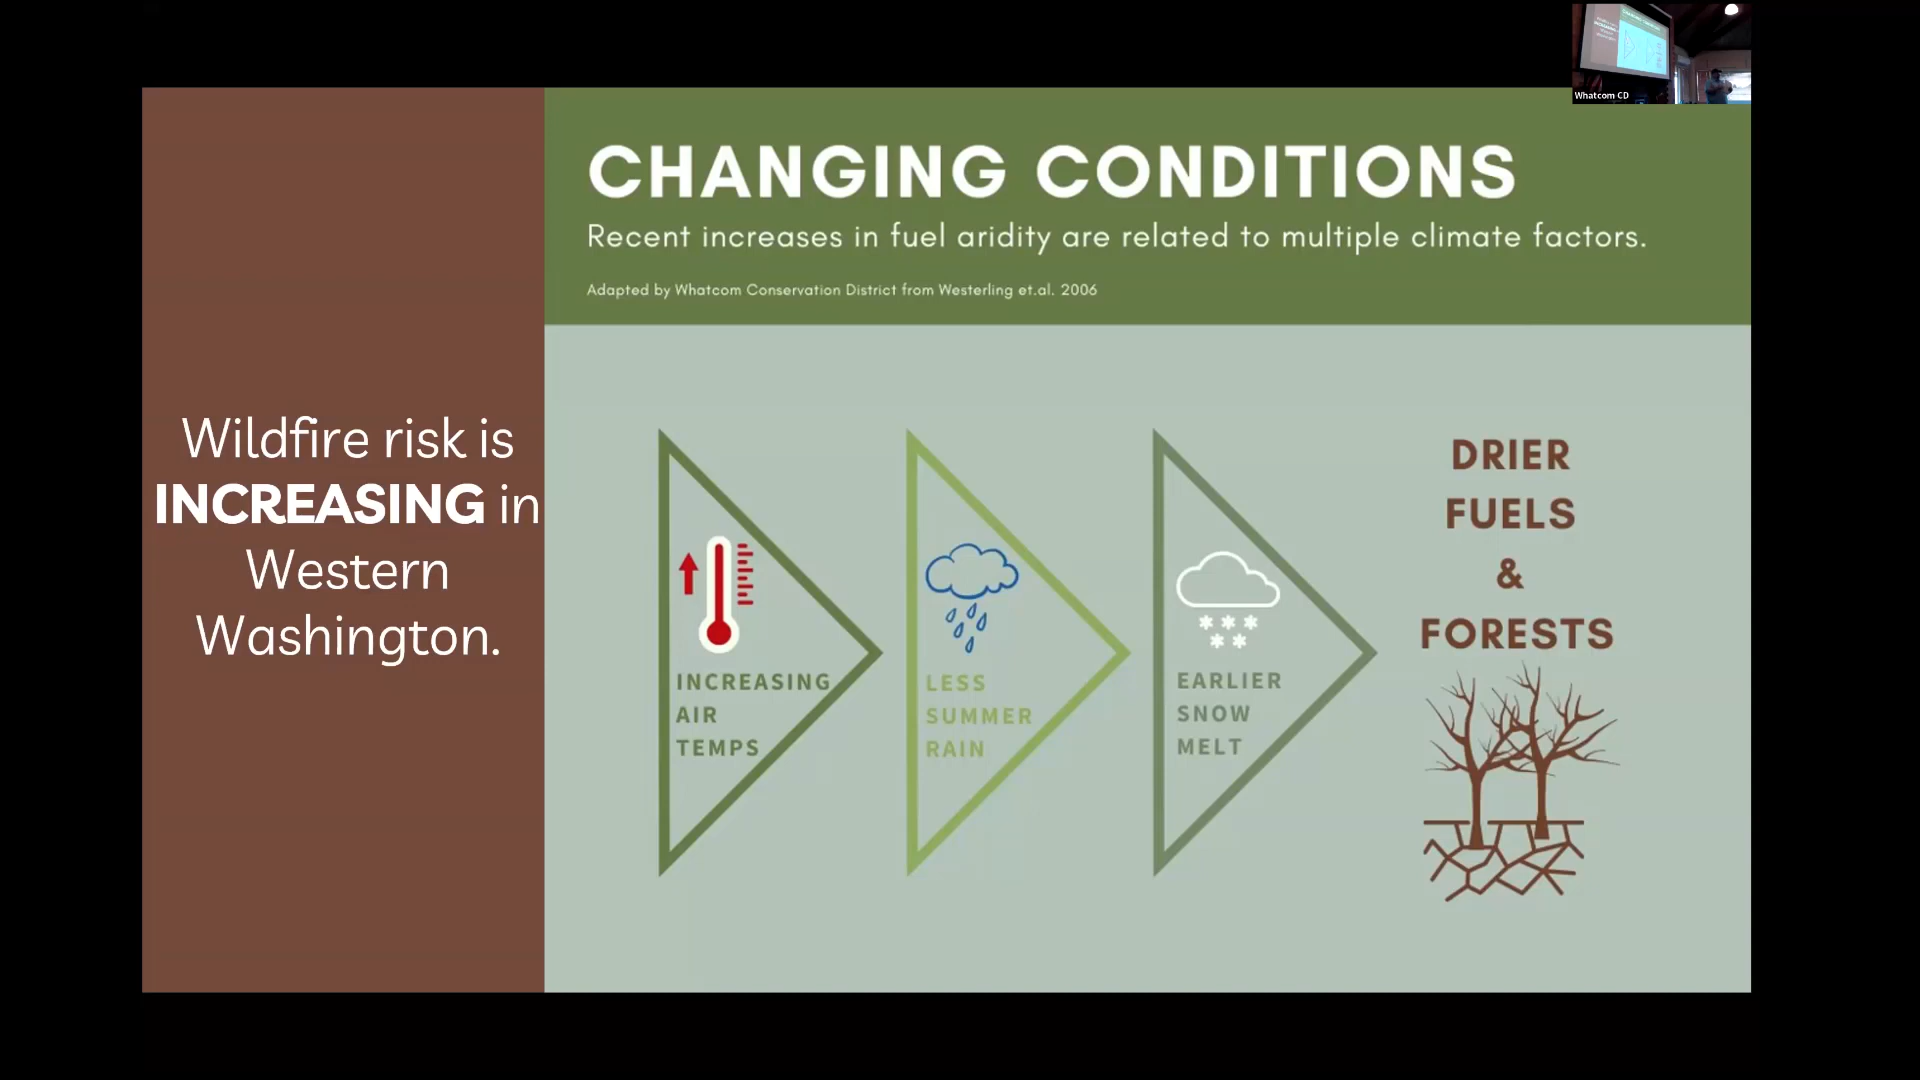 Whatcom CD
CHANGING CONDITIONS
Recent increases in fuel aridity are related to multiple climate factors.
Adapted by Whatcom Conservation District from Westerling et.al. 2006
Wildfire risk is
INCREASING in
Western
Washington.
INCREASING
AIR
TEMPS
LESS
SUMMER
RAIN
EARLIER
SNOW
MELT
DRIER
FUELS
&
FORESTS